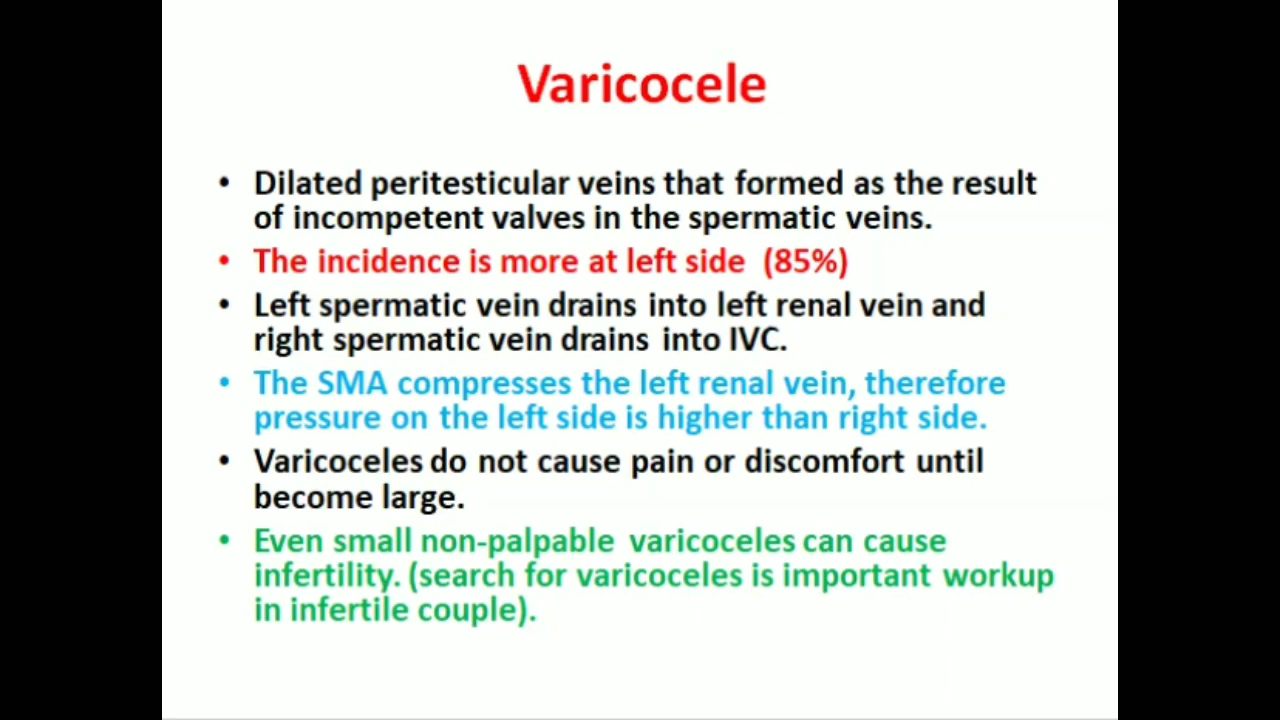 Varicocele
• Dilated peritesticular veins that formed as the result
of incompetent valves in the spermatic veins.
• The incidence is more at left side (85%)
• Left spermatic vein drains into left renal vein and
right spermatic vein drains into IVC.
• The SMA compresses the left renal vein, therefore
pressure on the left side is higher than right side.
• Varicoceles do not cause pain or discomfort until
become large.
• Even small non-palpable varicoceles can cause
infertility. (search for varicoceles is important workup
in infertile couple).